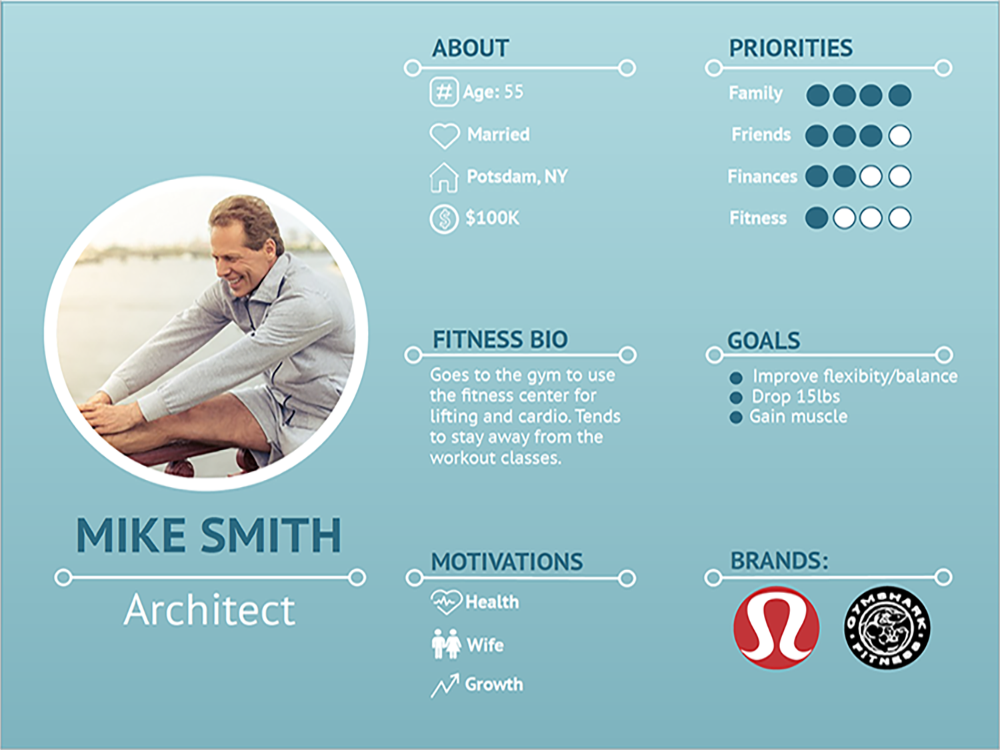 MIKE SMITH
Architect
ABOUT
# Age: 55
Married
Potsdam, NY
$ $100K
FITNESS BIO
Goes to the gym to use
the fitness center for
lifting and cardio. Tends
to stay away from the
workout classes.
MOTIVATIONS
Health
Wife
Growth
PRIORITIES
Family
Friends
Finances
Fitness
GOALS
Improve flexibity/balance
Drop 15lbs
Gain muscle
BRANDS:
GYMSHARK
FITNESS